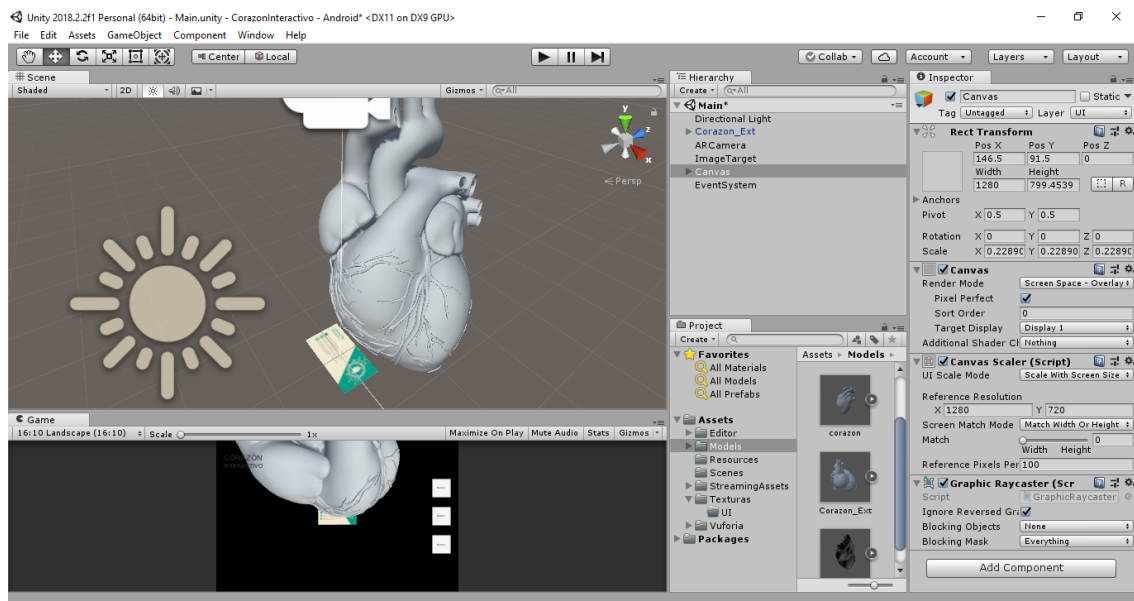 Unity 2018.2.2f1 Personal (64bit) - Main.unity - CorazonInteractivo - Android* <DX11 on DX9 GPU>
File Edit Assets GameObject Component Window Help
Center Local Collab Account Layers Layout
Scene
Shaded 2D Gizmos All
y
z
x
Persp
Game
16:10 Landscape (16:10) Scale 1x Maximize On Play Mute Audio Stats Gizmos
CORAZÓN
INTERACTIVO
Hierarchy
Create All
Main*
Directional Light
Corazon_Ext
ARCamera
ImageTarget
Canvas
EventSystem
Project
Create
Favorites
All Materials
All Models
All Prefabs
Assets
Editor
Models
Resources
Scenes
StreamingAssets
Texturas
UI
Vuforia
Packages
Assets Models
corazon
Corazon_Ext
Inspector
Canvas Static
Tag Untagged Layer UI
Rect Transform
Pos X Pos Y Pos Z
146.5 91.5 0
Width Height
1280 799.4539 R
Anchors
Pivot X 0.5 Y 0.5
Rotation X 0 Y 0 Z 0
Scale X 0.2289 Y 0.22890 Z 0.22890
Canvas
Render Mode Screen Space - Overlay
Pixel Perfect
Sort Order 0
Target Display Display 1
Additional Shader Cl Nothing
Canvas Scaler (Script)
UI Scale Mode Scale With Screen Size
Reference Resolution
X 1280 Y 720
Screen Match Mode Match Width Or Height
Match 0
Width Height
Reference Pixels Per 100
Graphic Raycaster (Scr
Script GraphicRaycaster
Ignore Reversed Gra
Blocking Objects None
Blocking Mask Everything
Add Component